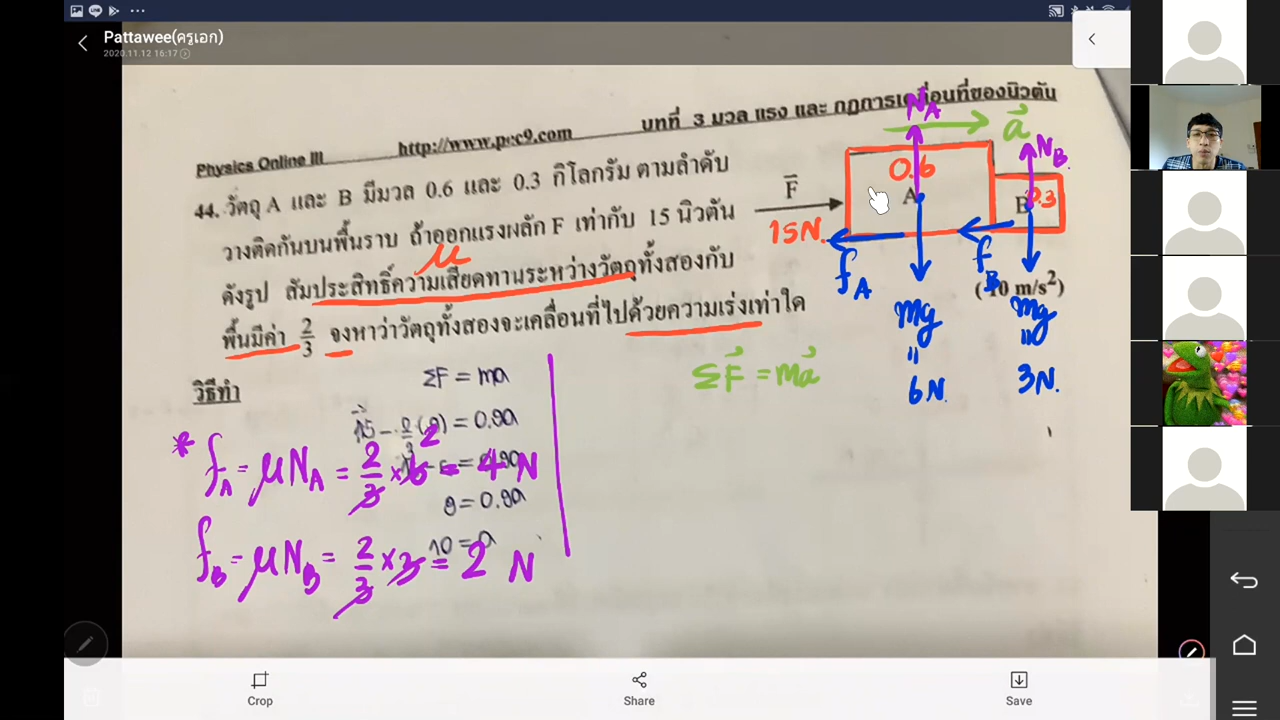 Pattawee(ครูเอก)
2020.11.12 16:17
Physics Online III http://www.pec9.com บทที่ 3 มวล แรง และ กฎการเคลื่อนที่ของนิวตัน
44. วัตถุ A และ B มีมวล 0.6 และ 0.3 กิโลกรัม ตามลำดับ
วางติดกันบนพื้นราบ ถ้าออกแรงผลัก F เท่ากับ 15 นิวตัน
μ
ดังรูป สัมประสิทธิ์ความเสียดทานระหว่างวัตถุทั้งสองกับ
พื้นมีค่า 2/3 จงหาว่าวัตถุทั้งสองจะเคลื่อนที่ไปด้วยความเร่งเท่าใด
N_A
a
N_B
F
0.6
A
B
0.3
15N.
f_A
f_B
(10 m/s²)
mg
mg
"
"
6N.
3N.
ΣF = ma
วิธีทำ
ΣF = ma
= 0.9a
* f_A = μN_A = 2/3 × 6 = 4 N
2
9 = 0.9a
10 = a
f_B = μN_B = 2/3 × 3 = 2 N
Crop
Share
Save